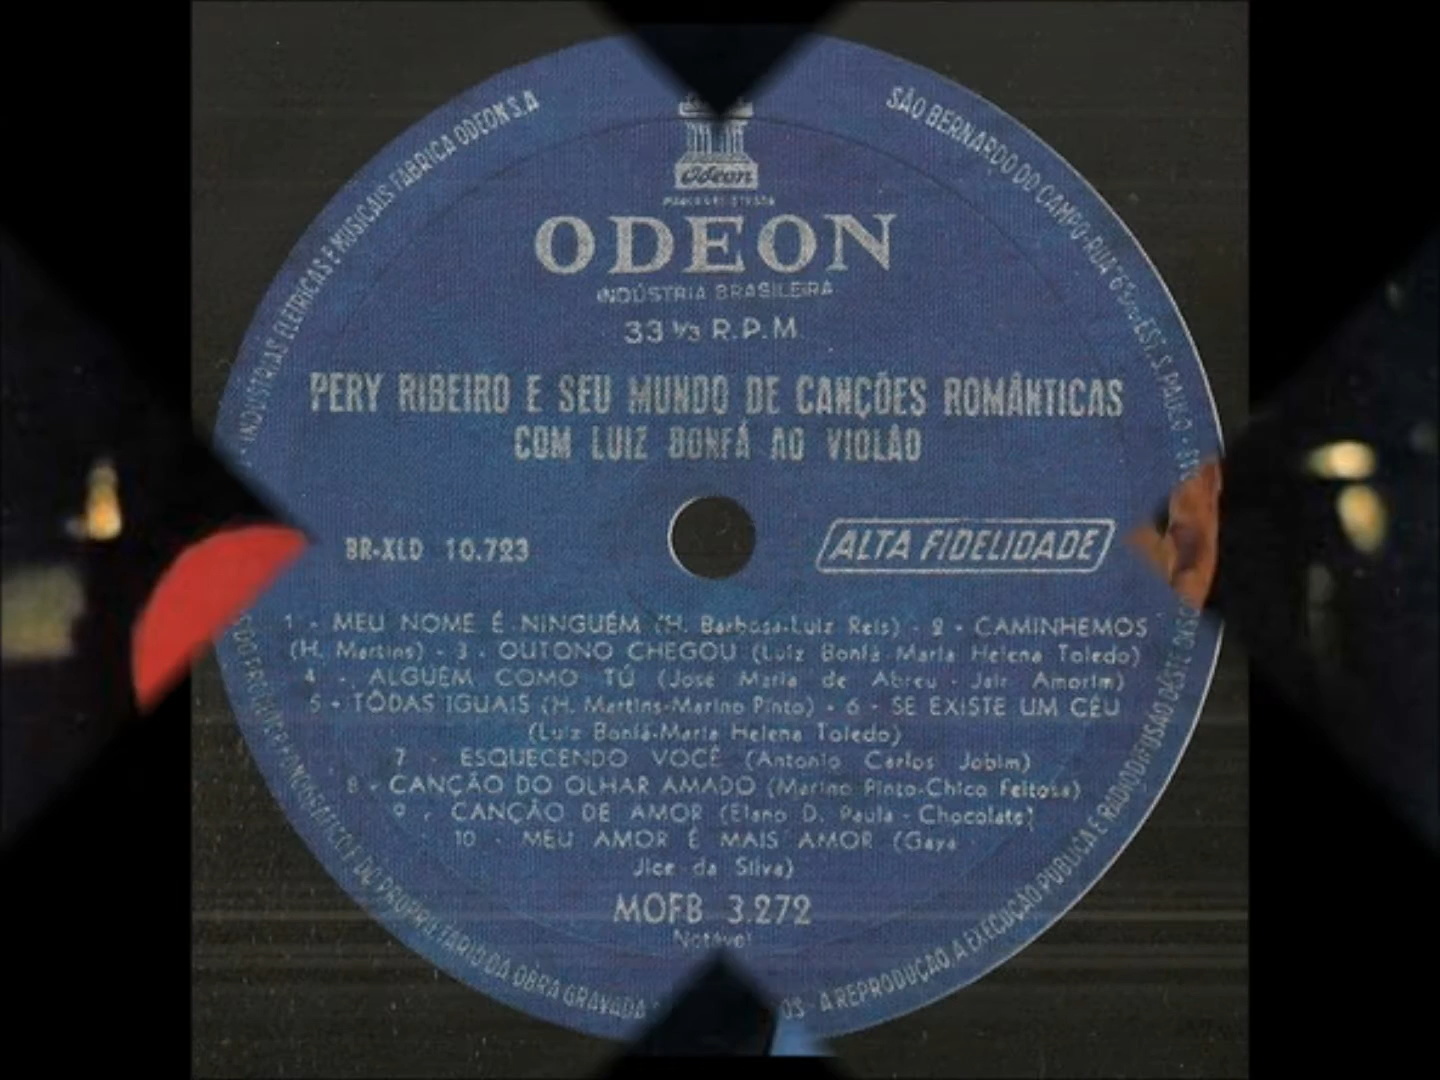 Odeon
ODEON
INDÚSTRIA BRASILEIRA
33 1/3 R.P.M.
PERY RIBEIRO E SEU MUNDO DE CANÇÕES ROMÂNTICAS
COM LUIZ BONFÁ AO VIOLÃO
BR-XLD 10.723
ALTA FIDELIDADE
1 - MEU NOME É NINGUÉM (H. Barbosa-Luiz Reis) - 2 - CAMINHEMOS
(H. Martins) - 3 - OUTONO CHEGOU (Luiz Bonfá Maria Helena Toledo)
4 - ALGUÉM COMO TÚ (José Maria de Abreu - Jair Amorim)
5 - TÔDAS IGUAIS (H. Martins-Marino Pinto) - 6 - SE EXISTE UM CÉU
(Luiz Bonfá-Maria Helena Toledo)
7 - ESQUECENDO VOCÊ (Antonio Carlos Jobim)
8 - CANÇÃO DO OLHAR AMADO (Marino Pinto-Chico Feitosa)
9 - CANÇÃO DE AMOR (Elano D. Paula - Chocolate)
10 - MEU AMOR É MAIS AMOR (Gaya
da Silva)
MOFB 3.272
INDÚSTRIAS ELÉTRICAS E MUSICAIS FÁBRICA ODEON S.A
SÃO BERNARDO DO CAMPO - RUA EST. S. PAULO
DO PROPRIETÁRIO DA OBRA GRAVADA
A REPRODUÇÃO, A EXECUÇÃO PÚBLICA E RADIODIFUSÃO DESTE DISCO